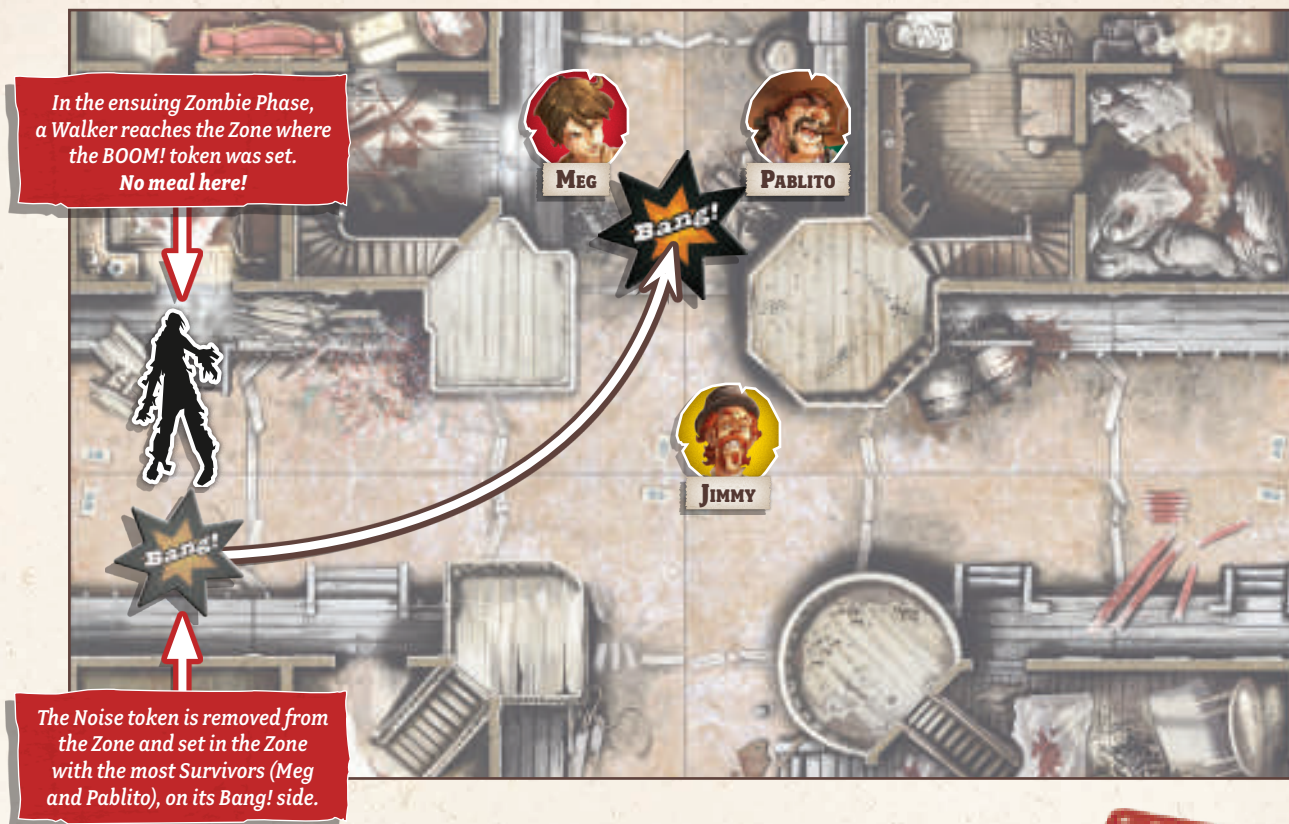 In the ensuing Zombie Phase,
a Walker reaches the Zone where
the BOOM! token was set.
No meal here!
MEG
PABLITO
Bang!
JIMMY
Bang!
The Noise token is removed from
the Zone and set in the Zone
with the most Survivors (Meg
and Pablito), on its Bang! side.